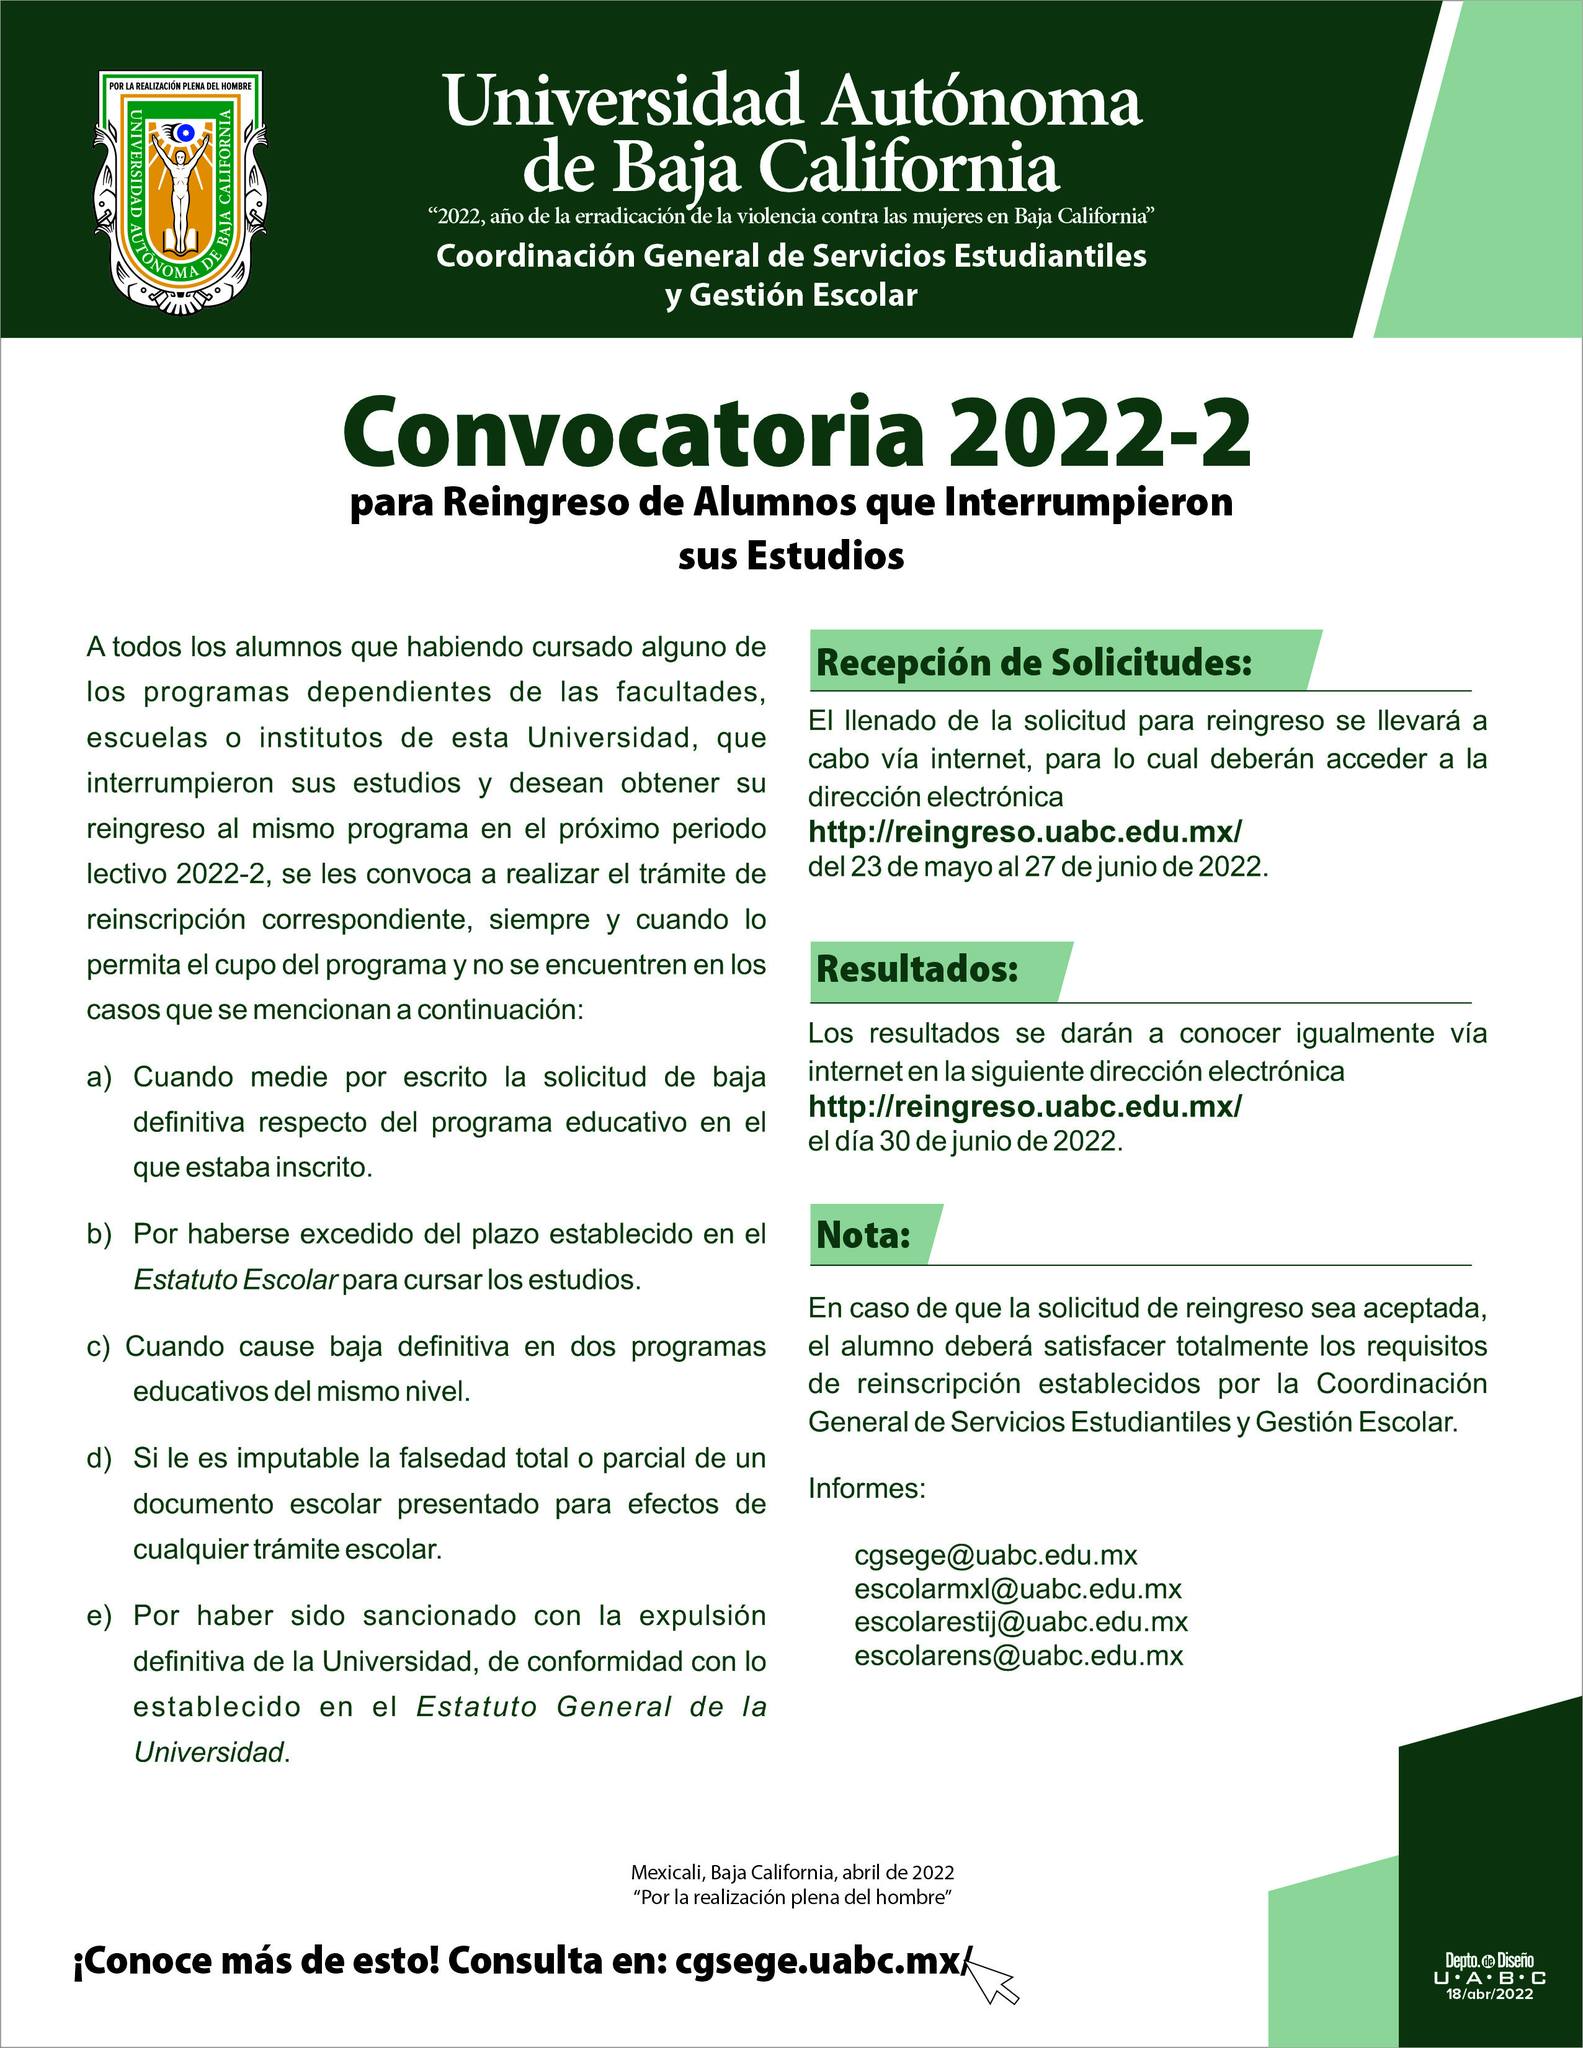 POR LA REALIZACIÓN PLENA DEL HOMBRE
UNIVERSIDAD AUTÓNOMA DE BAJA CALIFORNIA
Universidad Autónoma
de Baja California
“2022, año de la erradicación de la violencia contra las mujeres en Baja California”
Coordinación General de Servicios Estudiantiles
y Gestión Escolar
Convocatoria 2022-2
para Reingreso de Alumnos que Interrumpieron
sus Estudios
A todos los alumnos que habiendo cursado alguno de
los programas dependientes de las facultades,
escuelas o institutos de esta Universidad, que
interrumpieron sus estudios y desean obtener su
reingreso al mismo programa en el próximo periodo
lectivo 2022-2, se les convoca a realizar el trámite de
reinscripción correspondiente, siempre y cuando lo
permita el cupo del programa y no se encuentren en los
casos que se mencionan a continuación:
a) Cuando medie por escrito la solicitud de baja
definitiva respecto del programa educativo en el
que estaba inscrito.
b) Por haberse excedido del plazo establecido en el
Estatuto Escolar para cursar los estudios.
c) Cuando cause baja definitiva en dos programas
educativos del mismo nivel.
d) Si le es imputable la falsedad total o parcial de un
documento escolar presentado para efectos de
cualquier trámite escolar.
e) Por haber sido sancionado con la expulsión
definitiva de la Universidad, de conformidad con lo
establecido en el Estatuto General de la
Universidad.
Recepción de Solicitudes:
El llenado de la solicitud para reingreso se llevará a
cabo vía internet, para lo cual deberán acceder a la
dirección electrónica
http://reingreso.uabc.edu.mx/
del 23 de mayo al 27 de junio de 2022.
Resultados:
Los resultados se darán a conocer igualmente vía
internet en la siguiente dirección electrónica
http://reingreso.uabc.edu.mx/
el día 30 de junio de 2022.
Nota:
En caso de que la solicitud de reingreso sea aceptada,
el alumno deberá satisfacer totalmente los requisitos
de reinscripción establecidos por la Coordinación
General de Servicios Estudiantiles y Gestión Escolar.
Informes:
cgsege@uabc.edu.mx
escolarmxl@uabc.edu.mx
escolarestij@uabc.edu.mx
escolarens@uabc.edu.mx
Mexicali, Baja California, abril de 2022
“Por la realización plena del hombre”
¡Conoce más de esto! Consulta en: cgsege.uabc.mx/
Depto. de Diseño
U·A·B·C
18/abr/2022